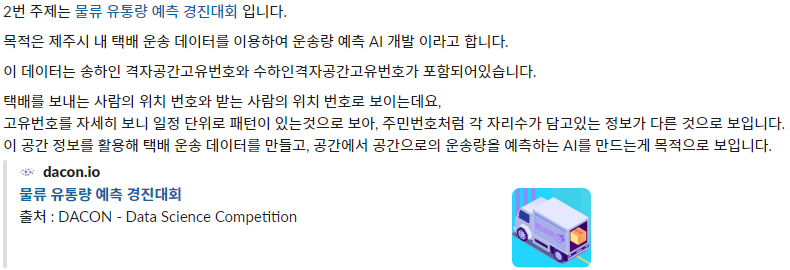 2번 주제는 물류 유통량 예측 경진대회 입니다.
목적은 제주시 내 택배 운송 데이터를 이용하여 운송량 예측 AI 개발 이라고 합니다.
이 데이터는 송하인 격자공간고유번호와 수하인격자공간고유번호가 포함되어있습니다.
택배를 보내는 사람의 위치 번호와 받는 사람의 위치 번호로 보이는데요,
고유번호를 자세히 보니 일정 단위로 패턴이 있는것으로 보아, 주민번호처럼 각 자리수가 담고있는 정보가 다른 것으로 보입니다.
이 공간 정보를 활용해 택배 운송 데이터를 만들고, 공간에서 공간으로의 운송량을 예측하는 AI를 만드는게 목적으로 보입니다.
dacon.io
물류 유통량 예측 경진대회
출처 : DACON - Data Science Competition